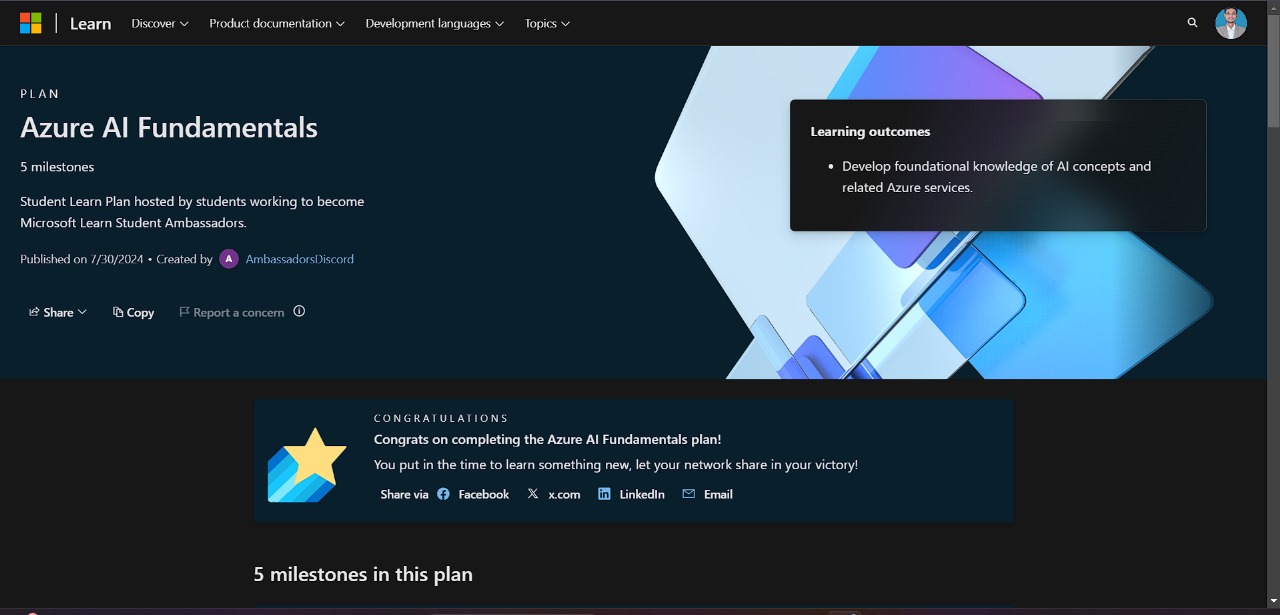 Learn Discover Product documentation Development languages Topics
PLAN
Azure AI Fundamentals
5 milestones
Student Learn Plan hosted by students working to become
Microsoft Learn Student Ambassadors.
Published on 7/30/2024 • Created by A AmbassadorsDiscord
Share Copy Report a concern
Learning outcomes
• Develop foundational knowledge of AI concepts and
related Azure services.
CONGRATULATIONS
Congrats on completing the Azure AI Fundamentals plan!
You put in the time to learn something new, let your network share in your victory!
Share via Facebook x.com LinkedIn Email
5 milestones in this plan